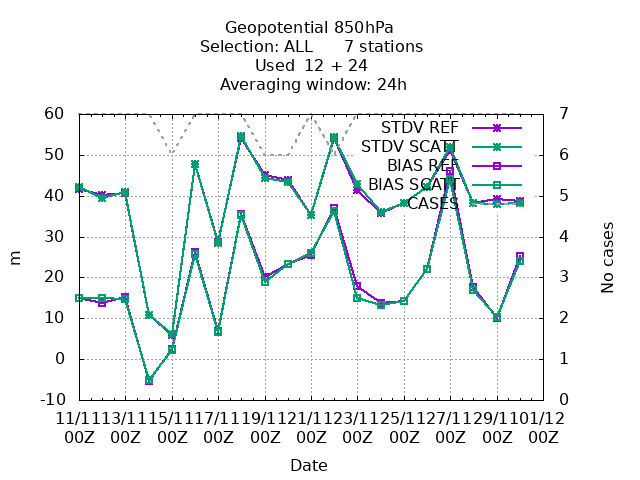 Geopotential 850hPa
Selection: ALL 7 stations
Used 12 + 24
Averaging window: 24h
60 7
STDV REF
STDV SCATT
50 6
BIAS REF
BIAS SCATT
40 5
CASES
30 4
m
No cases
20 3
10 2
0 1
-10 0
11/11 13/11 15/11 17/11 19/11 21/11 23/11 25/11 27/11 29/11 01/12
00Z 00Z 00Z 00Z 00Z 00Z 00Z 00Z 00Z 00Z 00Z
Date